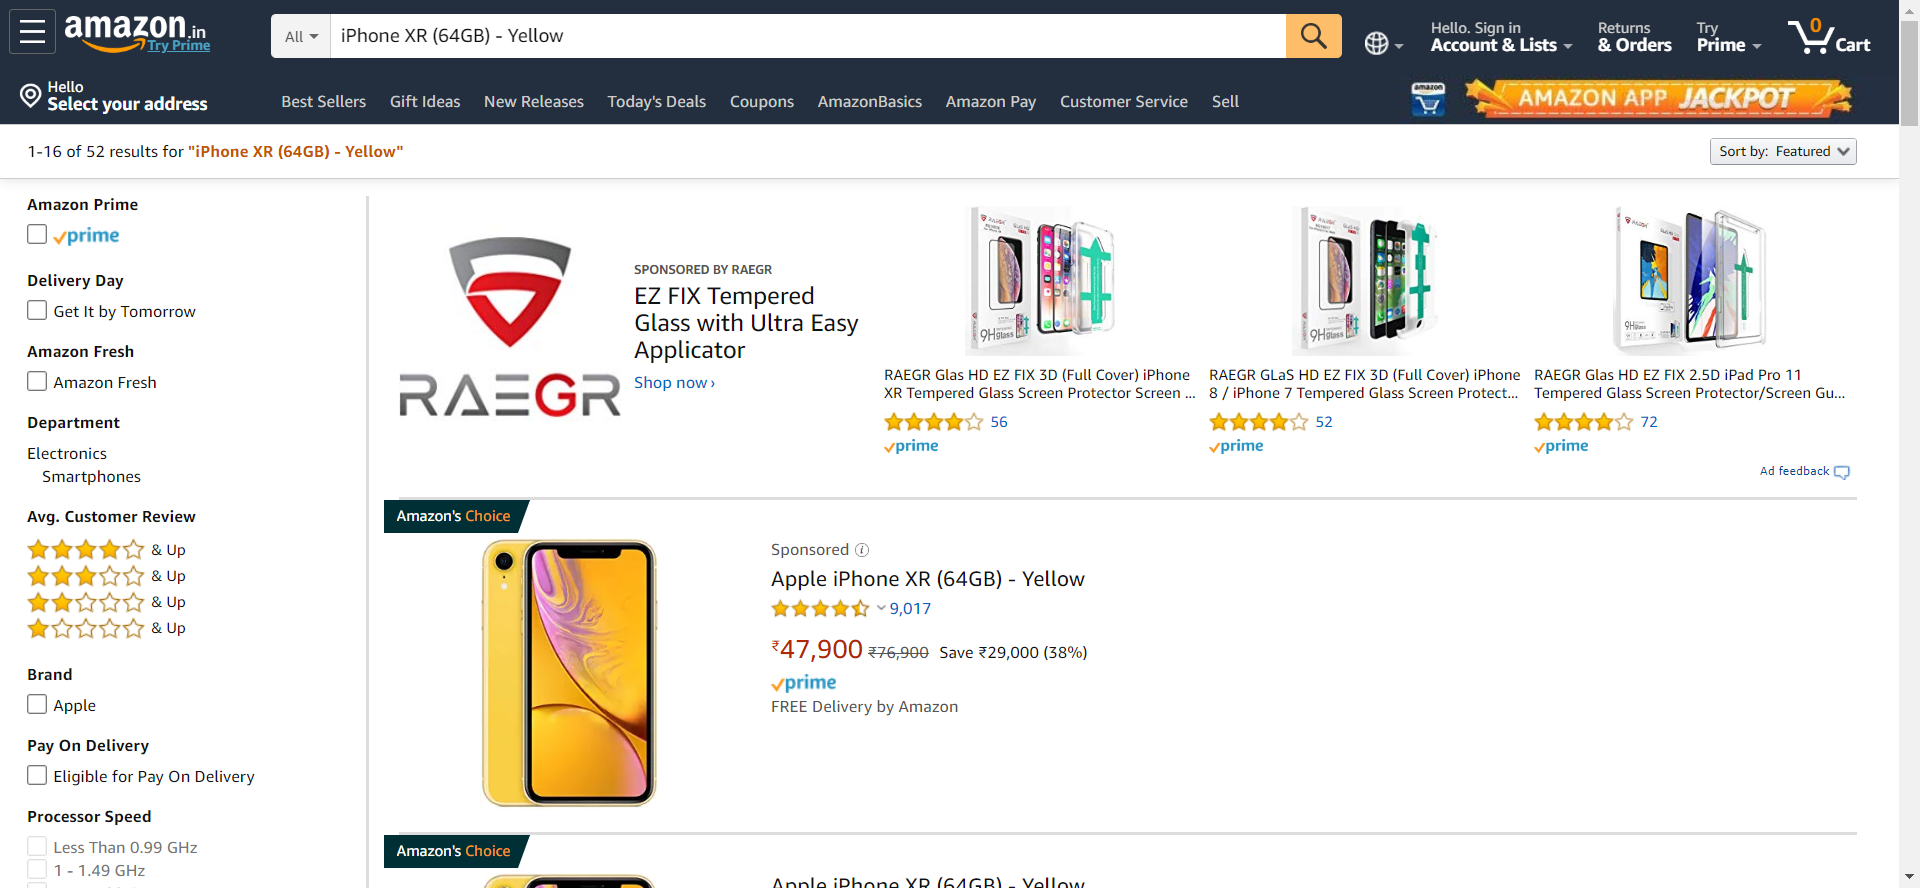 amazon.in
Try Prime
All
iPhone XR (64GB) - Yellow
Hello. Sign in
Account & Lists
Returns
& Orders
Try
Prime
0
Cart
Hello
Select your address
Best Sellers
Gift Ideas
New Releases
Today's Deals
Coupons
AmazonBasics
Amazon Pay
Customer Service
Sell
amazon
AMAZON APP JACKPOT
1-16 of 52 results for "iPhone XR (64GB) - Yellow"
Sort by: Featured
Amazon Prime
prime
Delivery Day
Get It by Tomorrow
Amazon Fresh
Amazon Fresh
Department
Electronics
Smartphones
Avg. Customer Review
& Up
& Up
& Up
& Up
Brand
Apple
Pay On Delivery
Eligible for Pay On Delivery
Processor Speed
Less Than 0.99 GHz
1 - 1.49 GHz
RAEGR
SPONSORED BY RAEGR
EZ FIX Tempered
Glass with Ultra Easy
Applicator
Shop now ›
RAEGR
9H glass
RAEGR Glas HD EZ FIX 3D (Full Cover) iPhone
XR Tempered Glass Screen Protector Screen ...
56
prime
RAEGR
9H glass
RAEGR GLaS HD EZ FIX 3D (Full Cover) iPhone
8 / iPhone 7 Tempered Glass Screen Protect...
52
prime
RAEGR
9H glass
RAEGR Glas HD EZ FIX 2.5D iPad Pro 11
Tempered Glass Screen Protector/Screen Gu...
72
prime
Ad feedback
Amazon's Choice
Sponsored
Apple iPhone XR (64GB) - Yellow
9,017
₹47,900 ₹76,900 Save ₹29,000 (38%)
prime
FREE Delivery by Amazon
Amazon's Choice
Apple iPhone XR (64GB) - Yellow